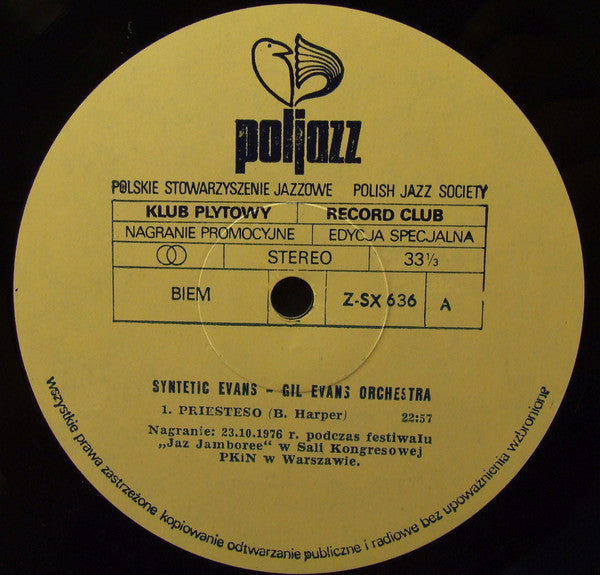 poljazz
POLSKIE STOWARZYSZENIE JAZZOWE POLISH JAZZ SOCIETY
KLUB PLYTOWY RECORD CLUB
NAGRANIE PROMOCYJNE EDYCJA SPECJALNA
STEREO 33 1/3
BIEM Z-SX 636 A
SYNTETIC EVANS – GIL EVANS ORCHESTRA
1. PRIESTESO (B. Harper) 22:57
Nagranie: 23.10.1976 r. podczas festiwalu
„Jaz Jamboree" w Sali Kongresowej
PKiN w Warszawie.
wszystkie prawa zastrzeżone kopiowanie odtwarzanie publiczne i radiowe bez upoważnienia wzbronione